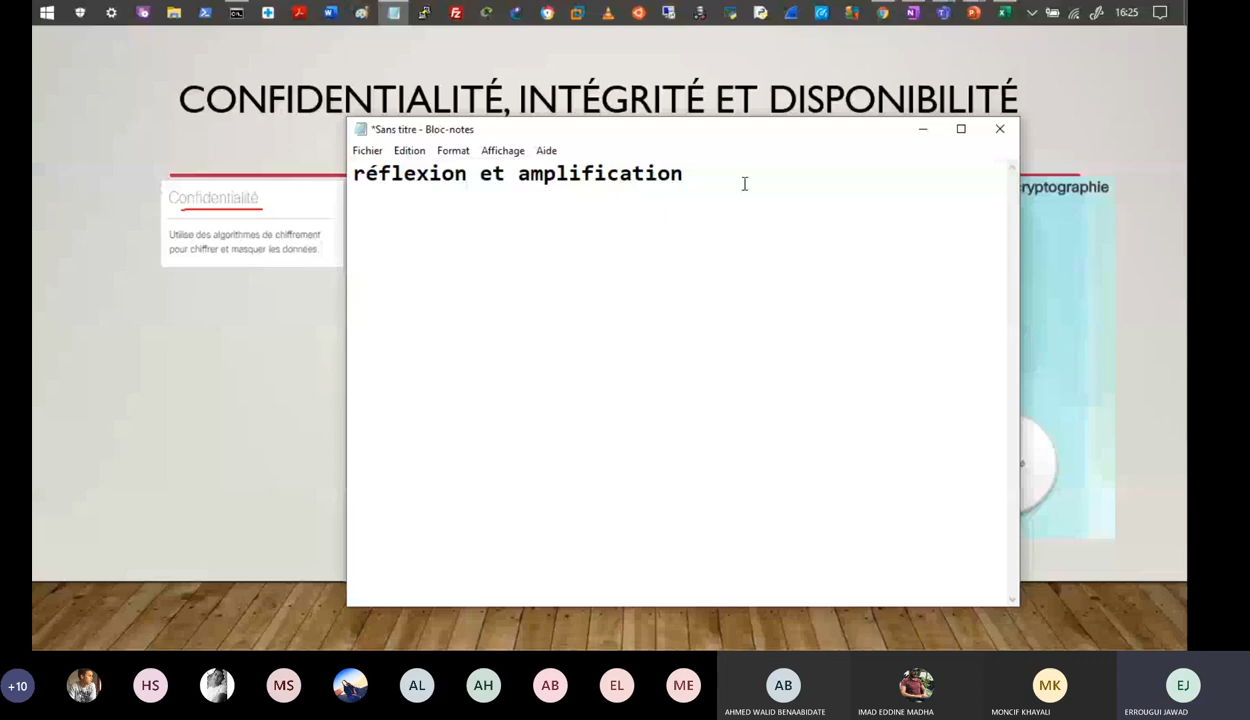 16:25
CONFIDENTIALITÉ, INTÉGRITÉ ET DISPONIBILITÉ
*Sans titre - Bloc-notes
Fichier Edition Format Affichage Aide
réflexion et amplification
Confidentialité
Utilise des algorithmes de chiffrement
pour chiffrer et masquer les données.
ryptographie
+10
HS
MS
AL
AH
AB
EL
ME
AB
MK
EJ
AHMED WALID BENAABIDATE
IMAD EDDINE MADHA
MONCIF KHAYALI
ERROUGUI JAWAD